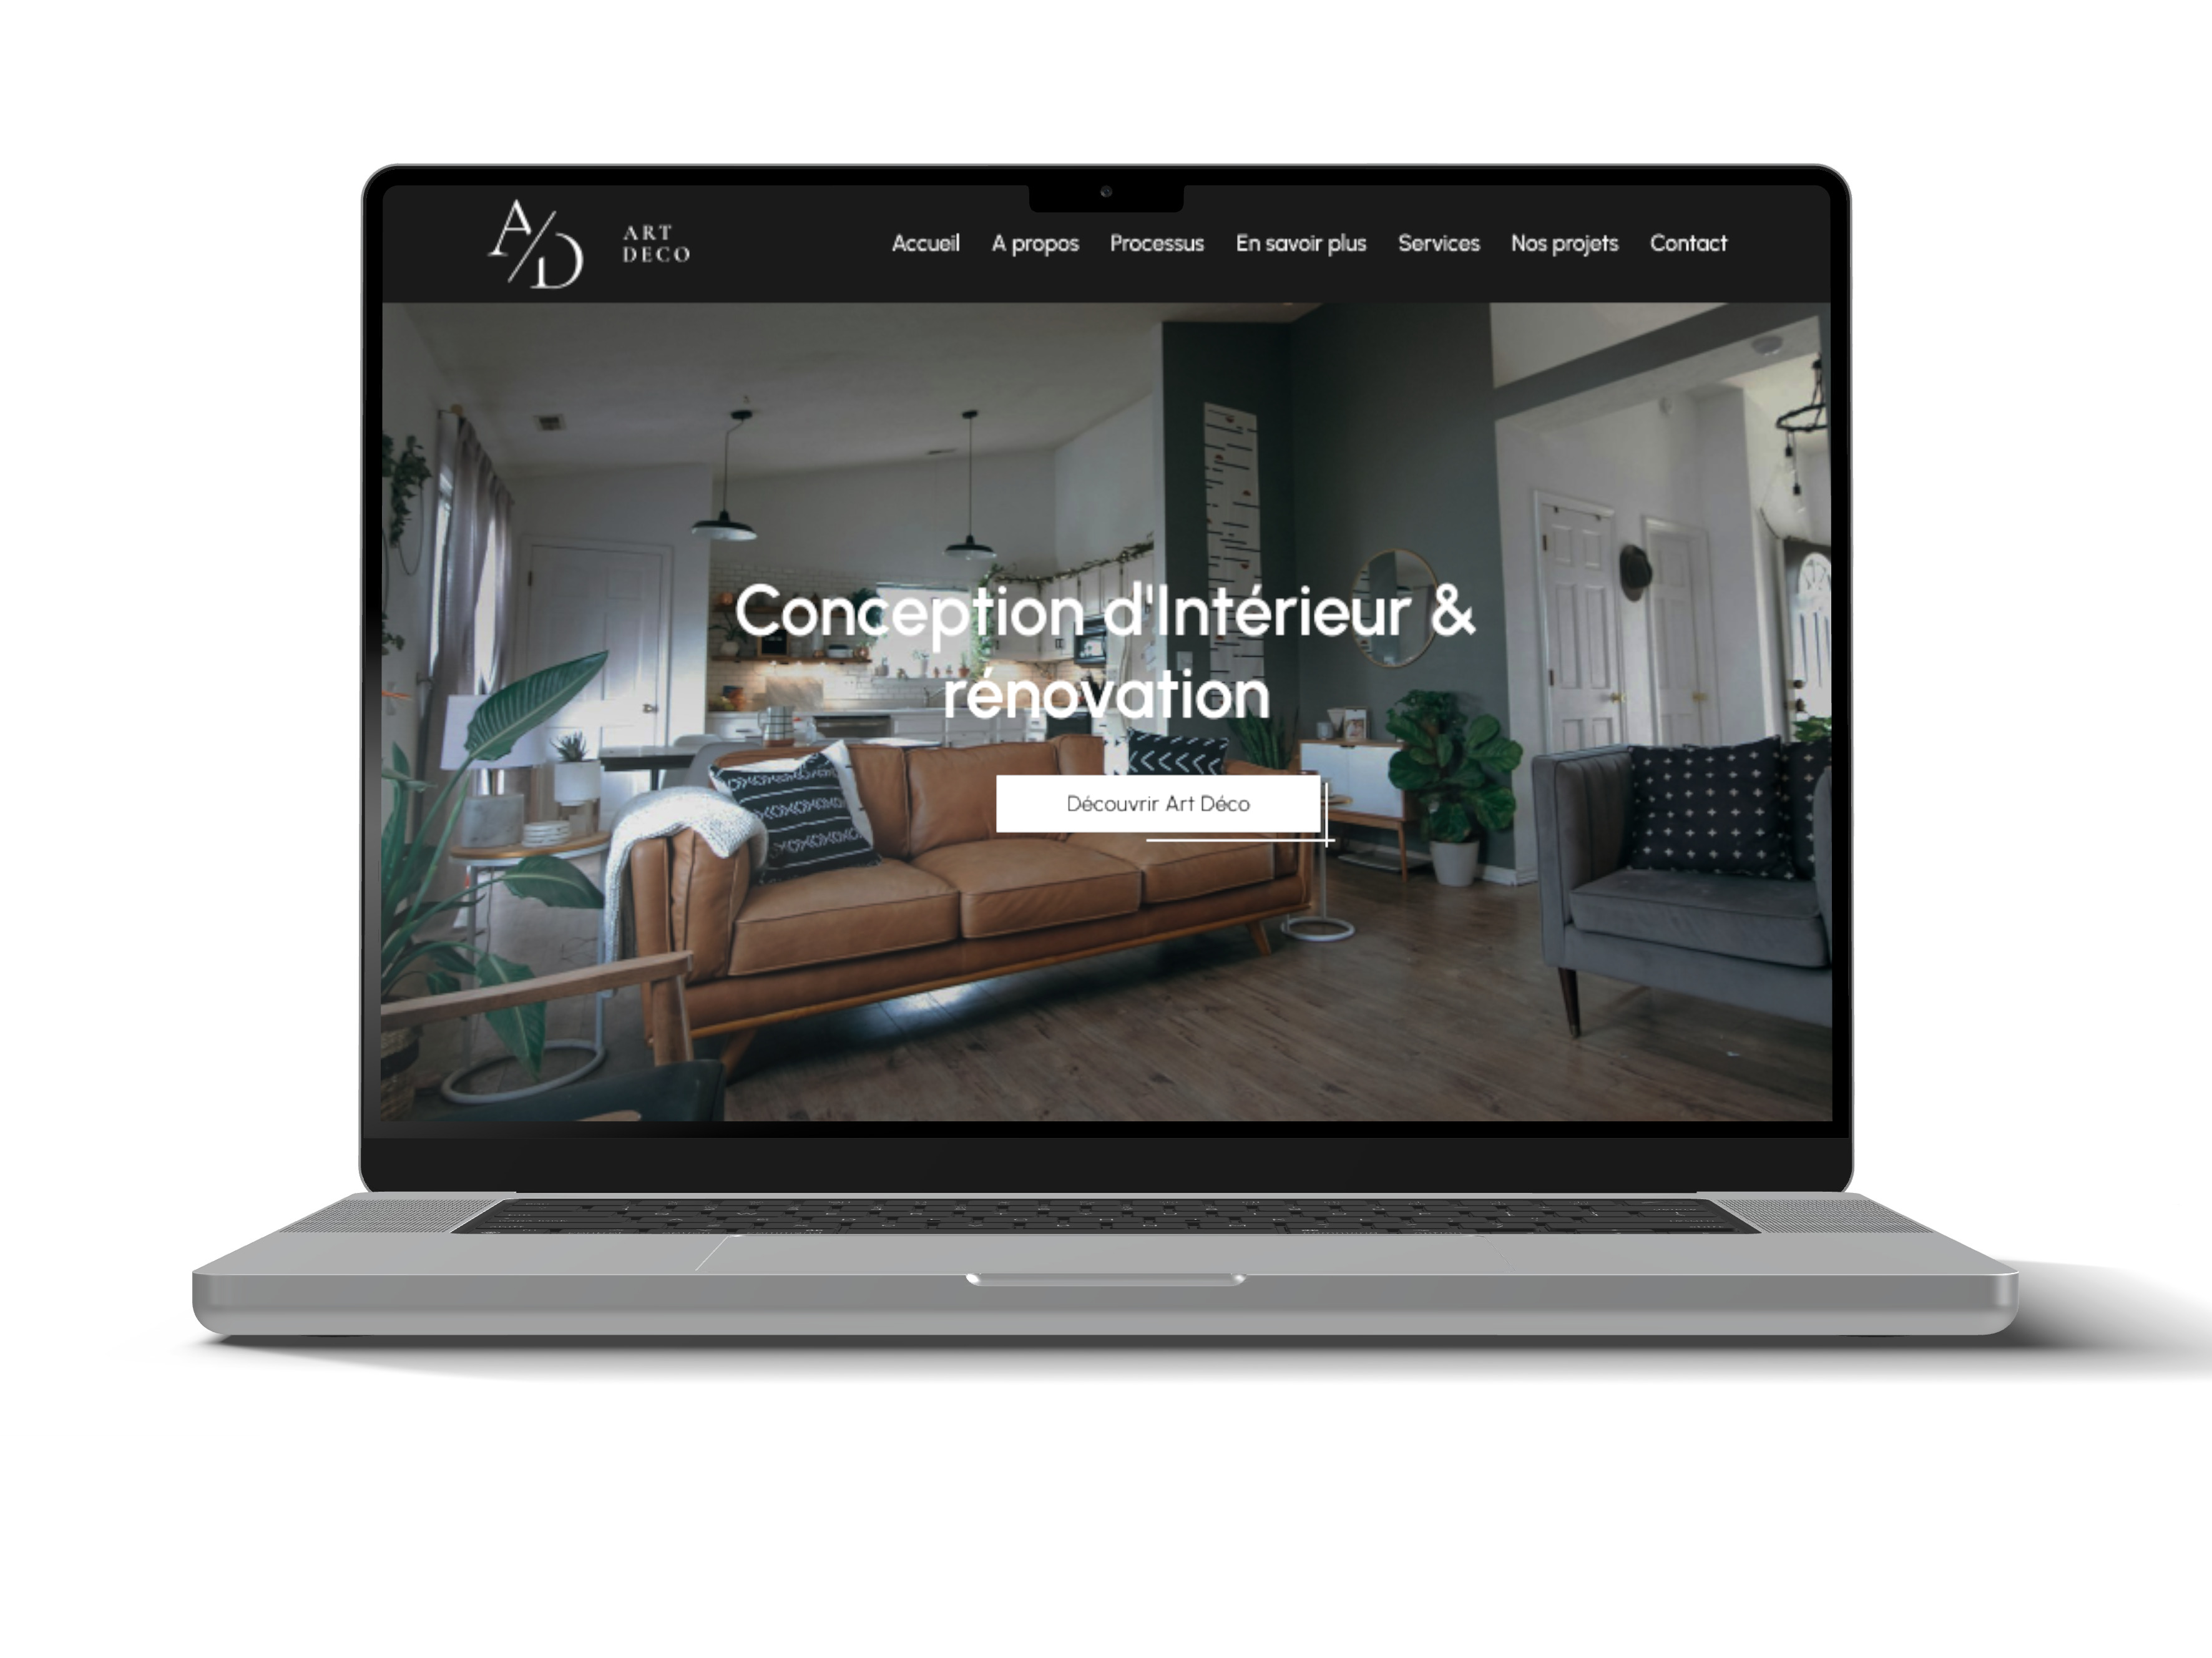 A/D
ART
DECO
Accueil A propos Processus En savoir plus Services Nos projets Contact
Conception d'Intérieur &
rénovation
Découvrir Art Déco